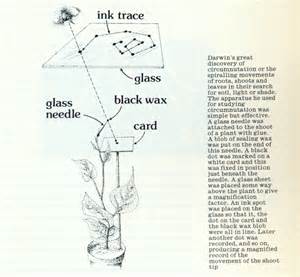 ink trace
glass
glass
needle
black wax
card
Darwin's great
discovery of
circumnutation or the
spiralling movements
of roots, shoots and
leaves in their search
for soil, light or shade.
The apparatus he used
for studying
circumnutation was
simple but effective.
A glass needle was
attached to the shoot
of a plant with glue.
A blob of sealing wax
was put on the end of
this needle. A black
dot was marked on a
white card and this
was fixed in position
just beneath the
needle. A glass sheet
was placed some way
above the plant to give
a magnification
factor. An ink spot
was placed on the
glass so that it, the
dot on the card and
the black wax blob
were all in line. Later
another dot was
recorded, and so on,
producing a magnified
record of the
movement of the shoot
tip